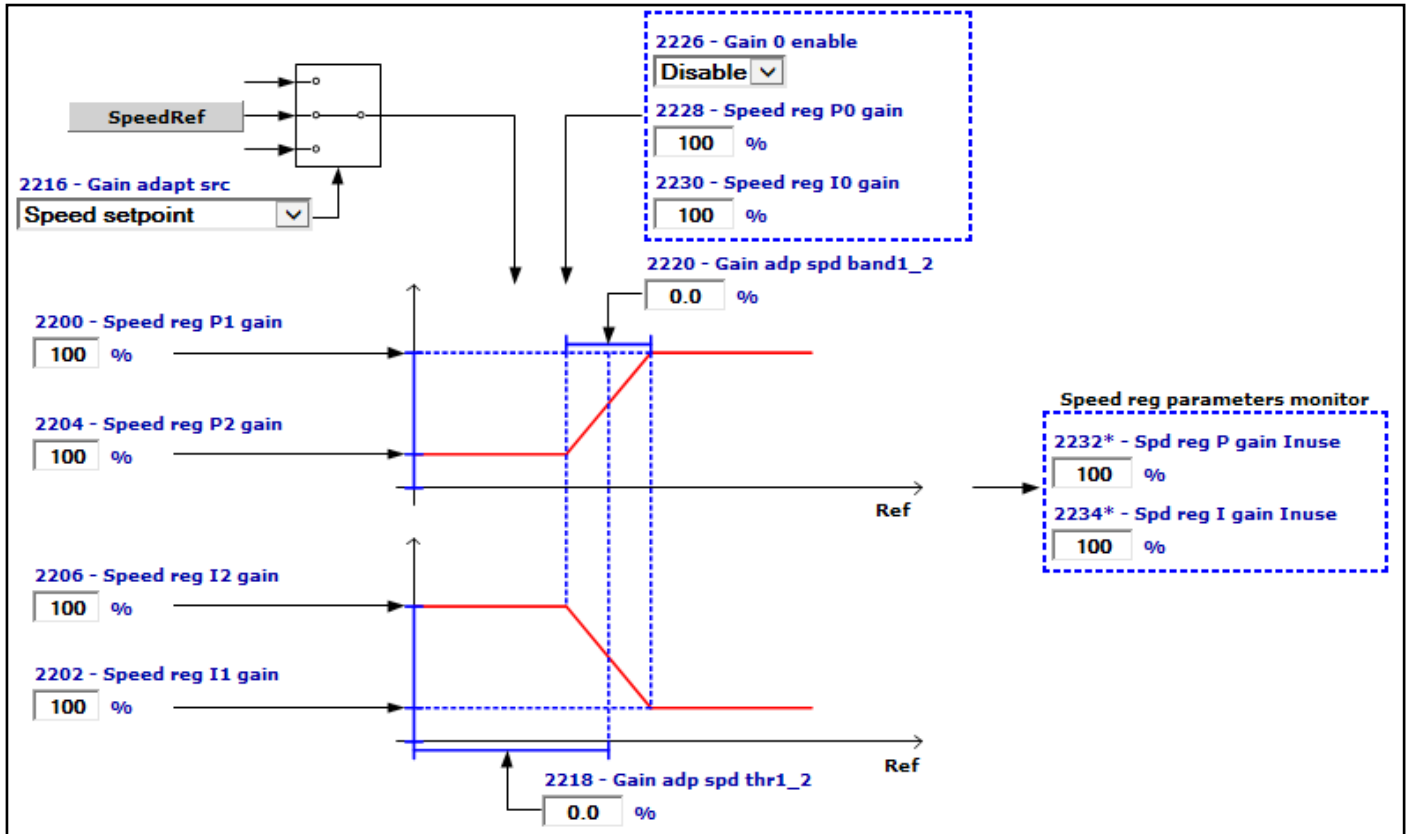 2226 - Gain 0 enable
Disable
SpeedRef
2228 - Speed reg P0 gain
100 %
2216 - Gain adapt src
Speed setpoint
2230 - Speed reg I0 gain
100 %
2220 - Gain adp spd band1_2
0.0 %
2200 - Speed reg P1 gain
100 %
2204 - Speed reg P2 gain
100 %
Ref
Speed reg parameters monitor
2232* - Spd reg P gain Inuse
100 %
2234* - Spd reg I gain Inuse
100 %
2206 - Speed reg I2 gain
100 %
2202 - Speed reg I1 gain
100 %
Ref
2218 - Gain adp spd thr1_2
0.0 %